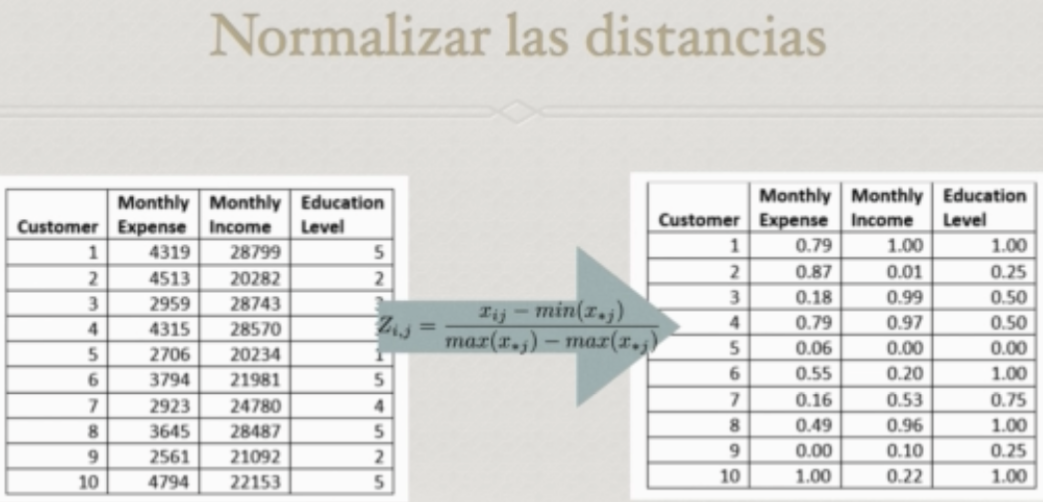 Normalizar las distancias
Customer Monthly Expense Monthly Income Education Level
1 4319 28799 5
2 4513 20282 2
3 2959 28743
4 4315 28570
5 2706 20234 1
6 3794 21981 5
7 2923 24780 4
8 3645 28487 5
9 2561 21092 2
10 4794 22153 5
Z_{i,j} = \frac{x_{ij} - min(x_{*j})}{max(x_{*j}) - max(x_{*j})}
Customer Monthly Expense Monthly Income Education Level
1 0.79 1.00 1.00
2 0.87 0.01 0.25
3 0.18 0.99 0.50
4 0.79 0.97 0.50
5 0.06 0.00 0.00
6 0.55 0.20 1.00
7 0.16 0.53 0.75
8 0.49 0.96 1.00
9 0.00 0.10 0.25
10 1.00 0.22 1.00